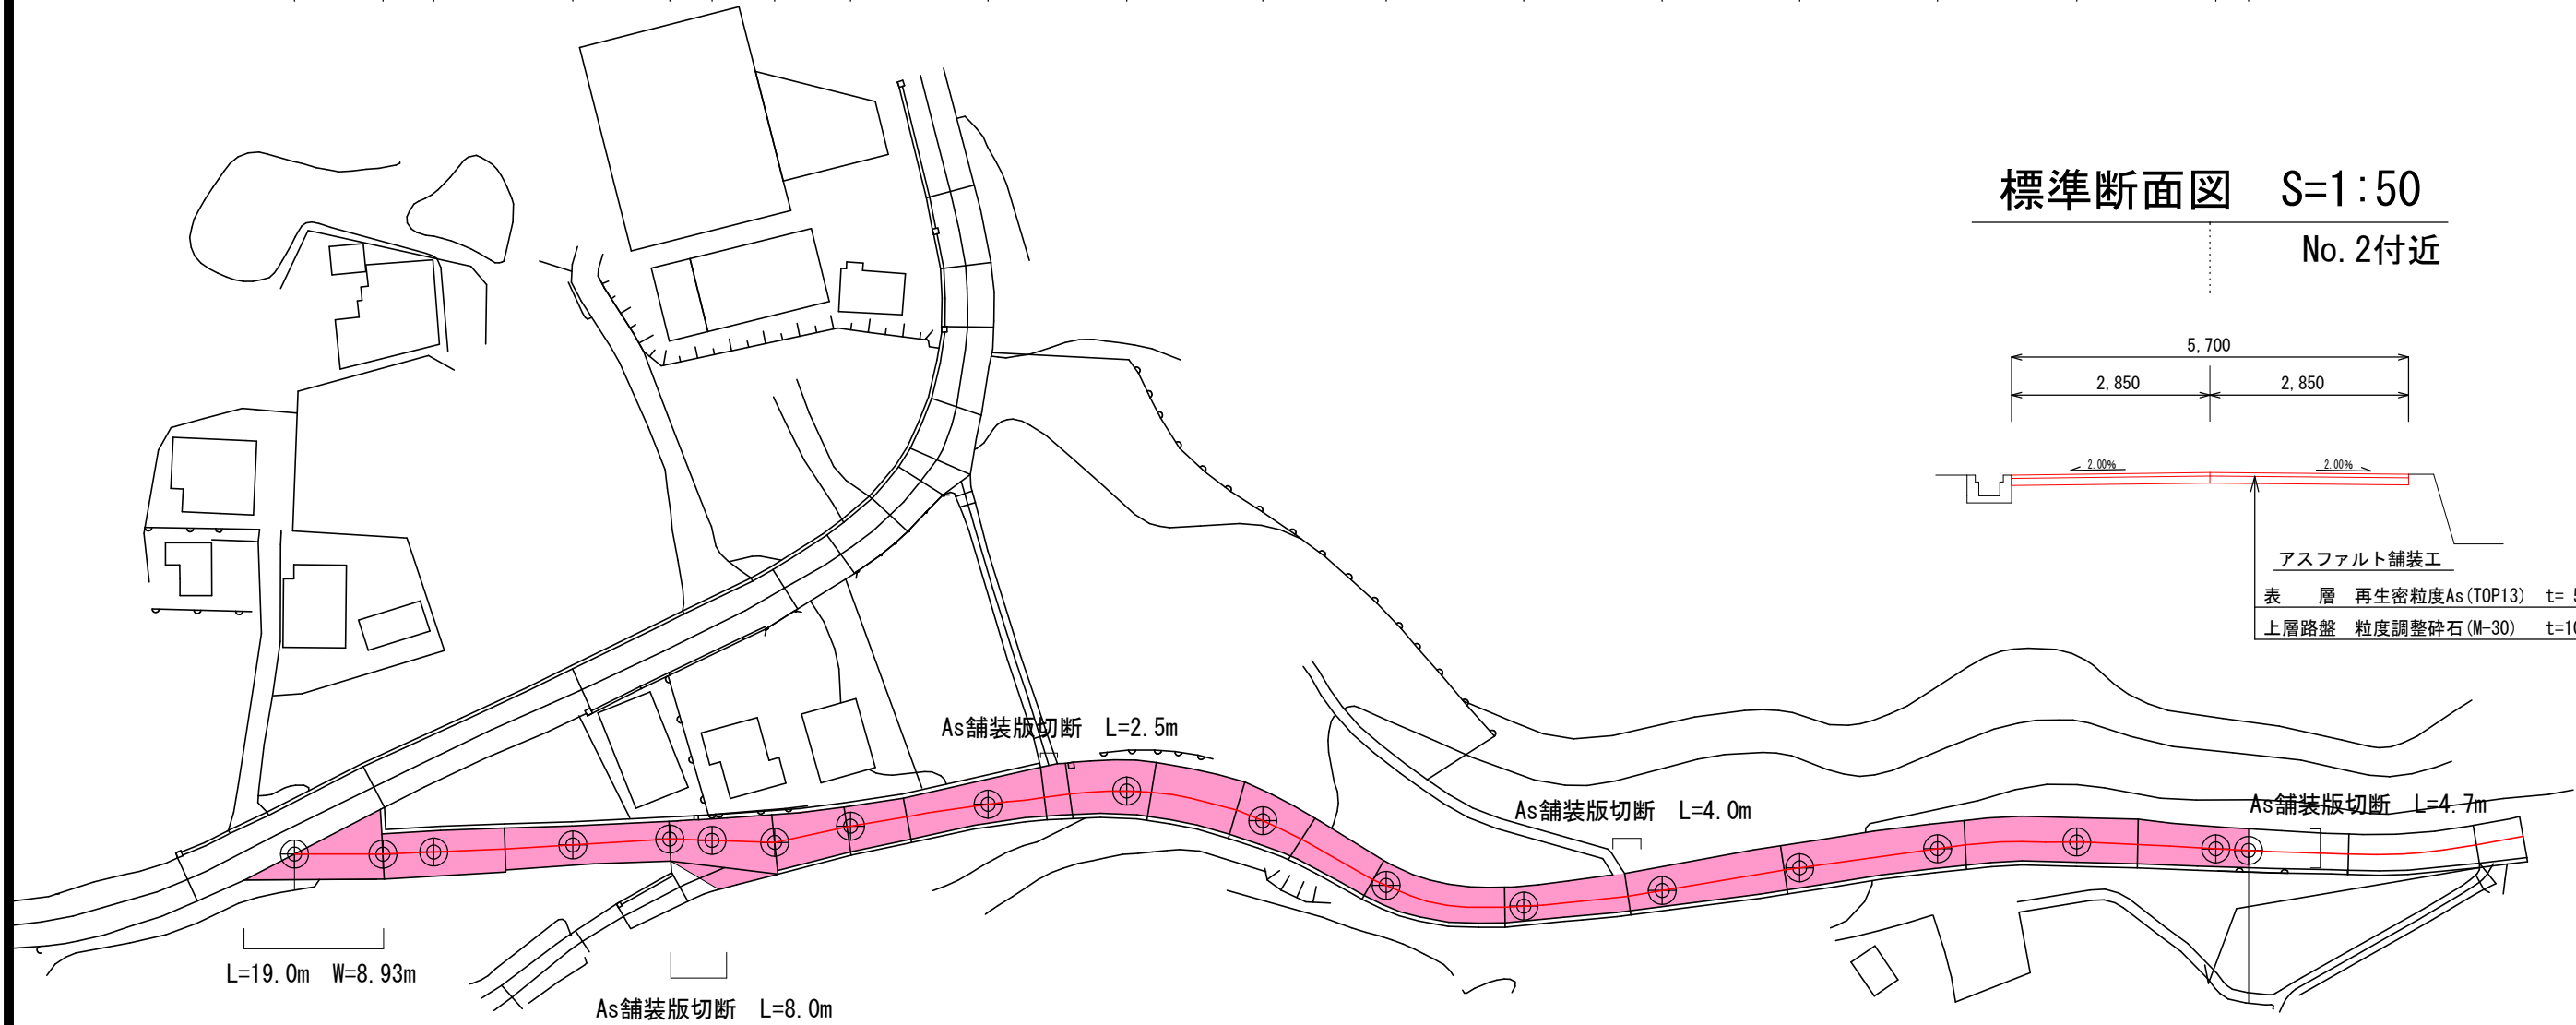 標準断面図 S=1:50
No.2付近
5,700
2,850 2,850
2.00% 2.00%
アスファルト舗装工
表 層 再生密粒度As(TOP13) t= 5
上層路盤 粒度調整砕石(M-30) t=10
As舗装版切断 L=2.5m
As舗装版切断 L=4.0m
As舗装版切断 L=4.7m
L=19.0m W=8.93m
As舗装版切断 L=8.0m